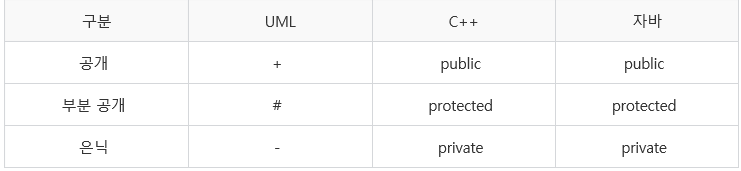 구분 UML C++ 자바
공개 + public public
부분 공개 # protected protected
은닉 - private private